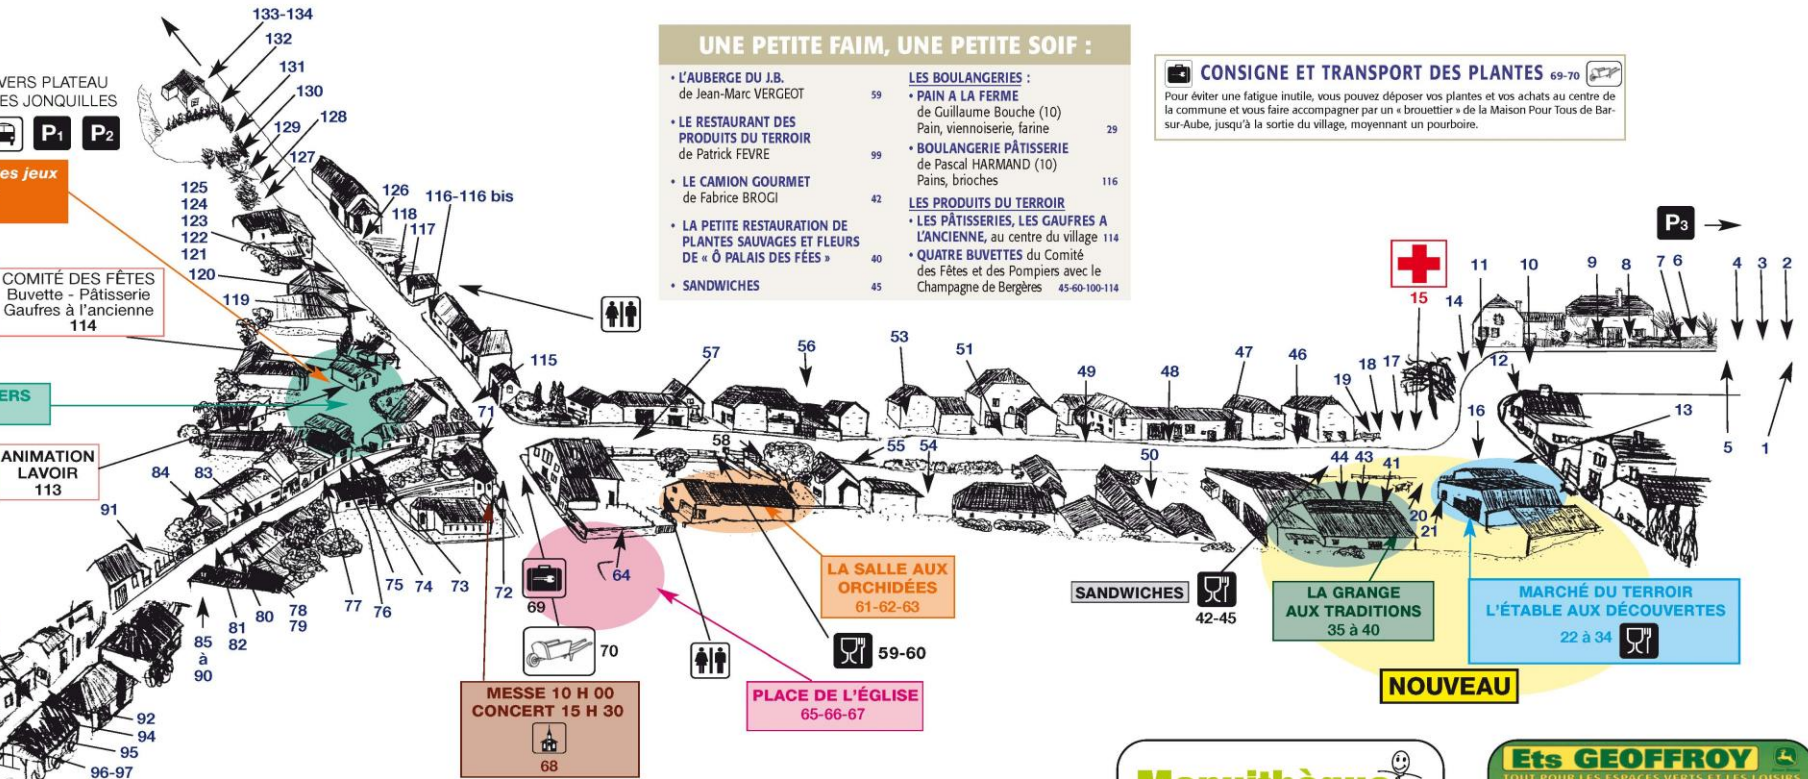 133-134
132
131
130
129
128
127
VERS PLATEAU
ES JONQUILLES
P1
P2
es jeux
125
124
123
122
121
120
119
126
118
117
116-116 bis
COMITÉ DES FÊTES
Buvette - Pâtisserie
Gaufres à l'ancienne
114
ERS
ANIMATION
LAVOIR
113
UNE PETITE FAIM, UNE PETITE SOIF :
• L'AUBERGE DU J.B.
de Jean-Marc VERGEOT 59
• LE RESTAURANT DES
PRODUITS DU TERROIR
de Patrick FEVRE 99
• LE CAMION GOURMET
de Fabrice BROGI 42
• LA PETITE RESTAURATION DE
PLANTES SAUVAGES ET FLEURS
DE « Ô PALAIS DES FÉES » 40
• SANDWICHES 45
LES BOULANGERIES :
• PAIN A LA FERME
de Guillaume Bouche (10)
Pain, viennoiserie, farine 29
• BOULANGERIE PÂTISSERIE
de Pascal HARMAND (10)
Pains, brioches 116
LES PRODUITS DU TERROIR
• LES PÂTISSERIES, LES GAUFRES A
L'ANCIENNE, au centre du village 114
• QUATRE BUVETTES du Comité
des Fêtes et des Pompiers avec le
Champagne de Bergères 45-60-100-114
CONSIGNE ET TRANSPORT DES PLANTES 69-70
Pour éviter une fatigue inutile, vous pouvez déposer vos plantes et vos achats au centre de
la commune et vous faire accompagner par un « brouettier » de la Maison Pour Tous de Bar-
sur-Aube, jusqu'à la sortie du village, moyennant un pourboire.
P3
15
14
11
10
9
8
7
6
4
3
2
115
57
56
53
51
49
48
47
46
19
18
17
12
16
13
5
1
71
58
55
54
50
44
43
41
20
21
84
83
91
64
72
73
74
75
76
77
78
79
80
81
82
85
à
90
92
94
95
96-97
69
70
MESSE 10 H 00
CONCERT 15 H 30
68
PLACE DE L'ÉGLISE
65-66-67
LA SALLE AUX
ORCHIDÉES
61-62-63
59-60
SANDWICHES
42-45
LA GRANGE
AUX TRADITIONS
35 à 40
MARCHÉ DU TERROIR
L'ÉTABLE AUX DÉCOUVERTES
22 à 34
NOUVEAU
Ets GEOFFROY
TOUT POUR LES ESPACES VERTS ET LES LOISIRS